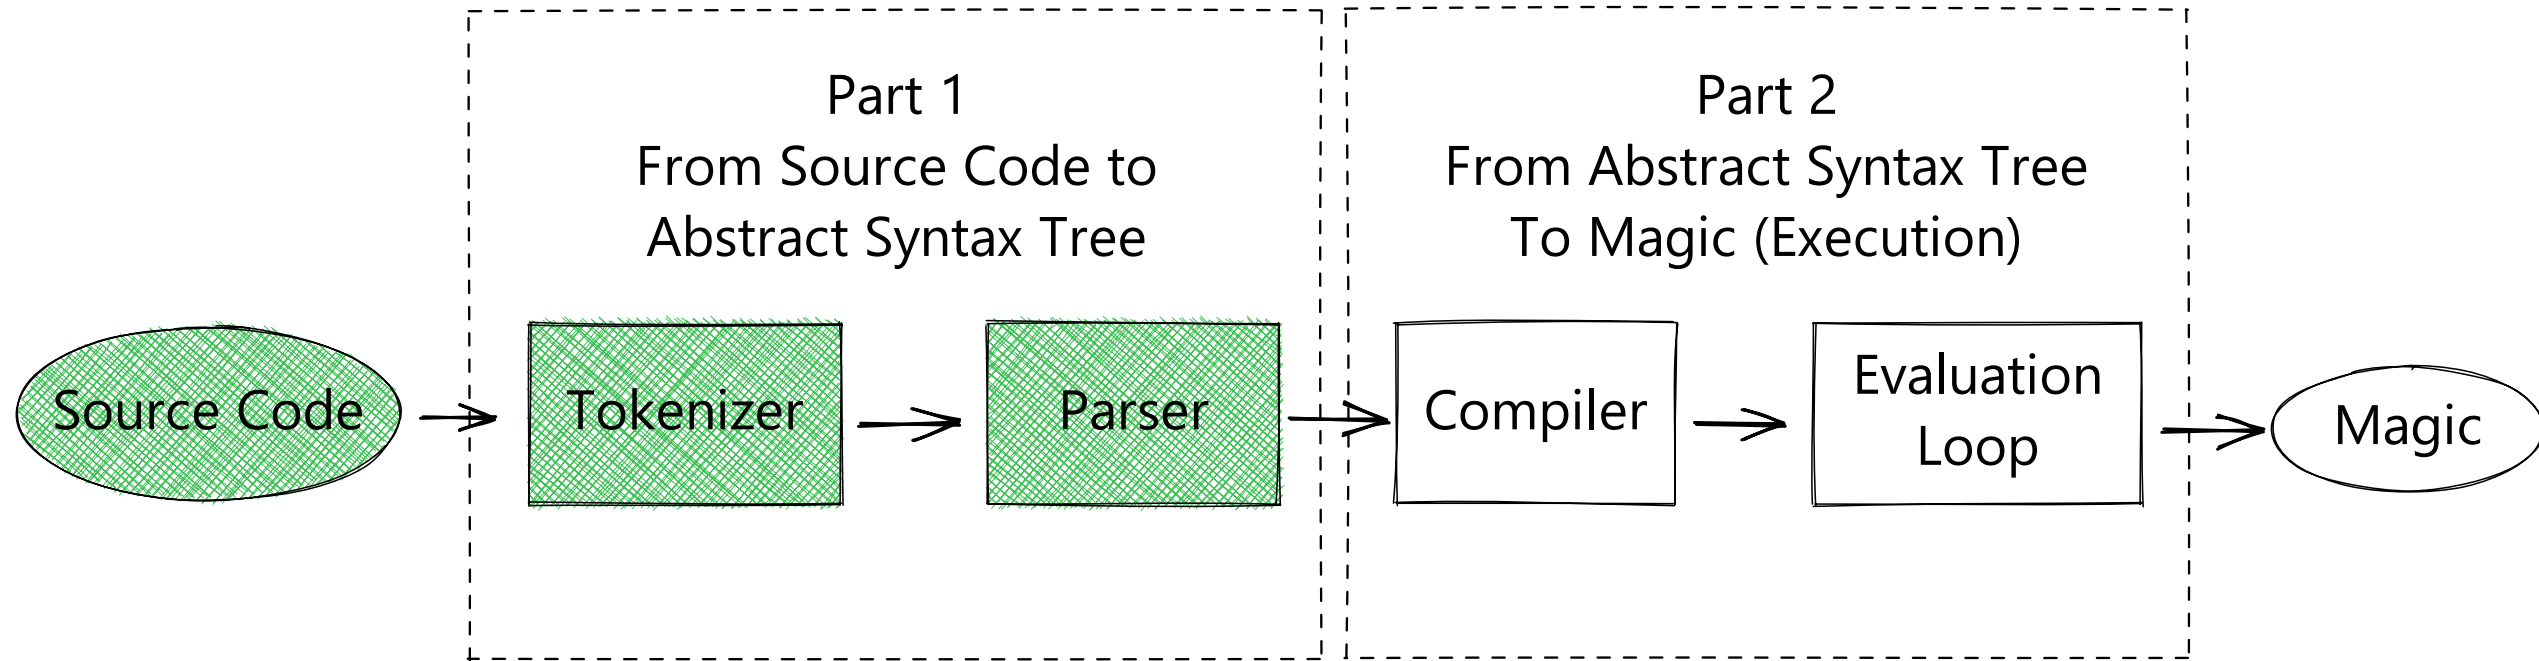 Part 1
From Source Code to
Abstract Syntax Tree
Part 2
From Abstract Syntax Tree
To Magic (Execution)
Source Code
Tokenizer
Parser
Compiler
Evaluation
Loop
Magic